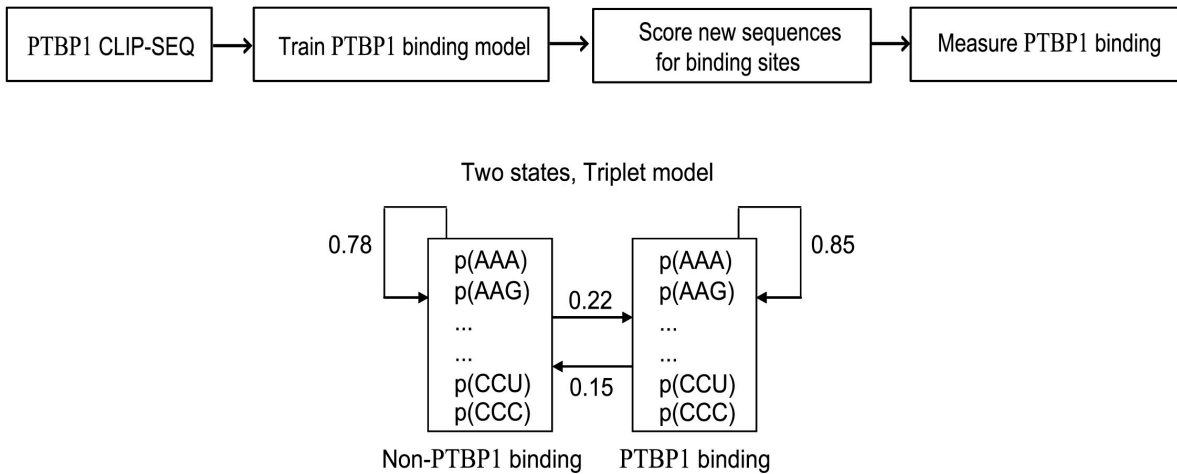 PTBP1 CLIP-SEQ
Train PTBP1 binding model
Score new sequences
for binding sites
Measure PTBP1 binding
Two states, Triplet model
0.78
p(AAA)
p(AAG)
...
...
p(CCU)
p(CCC)
0.22
0.15
p(AAA)
p(AAG)
...
...
p(CCU)
p(CCC)
0.85
Non-PTBP1 binding
PTBP1 binding